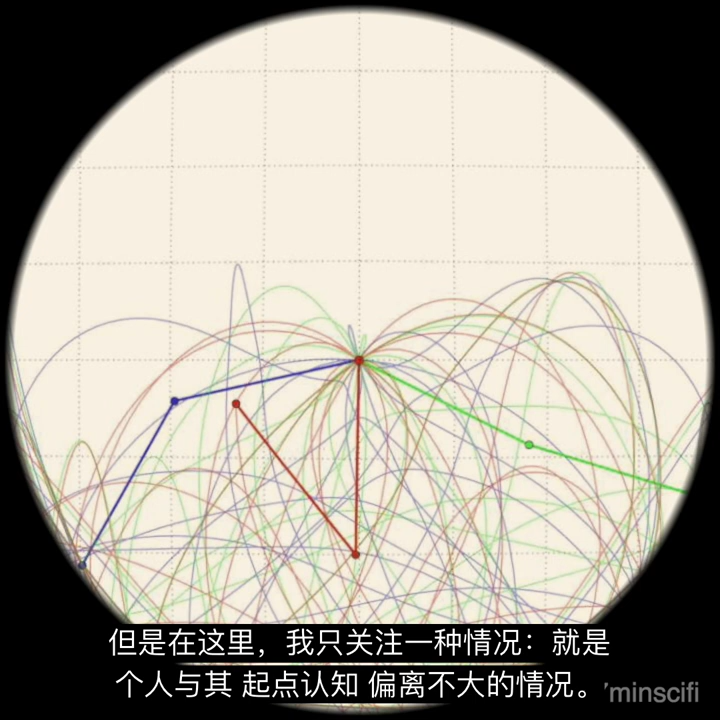 但是在这里，我只关注一种情况：就是
个人与其 起点认知 偏离不大的情况。
'minscifi